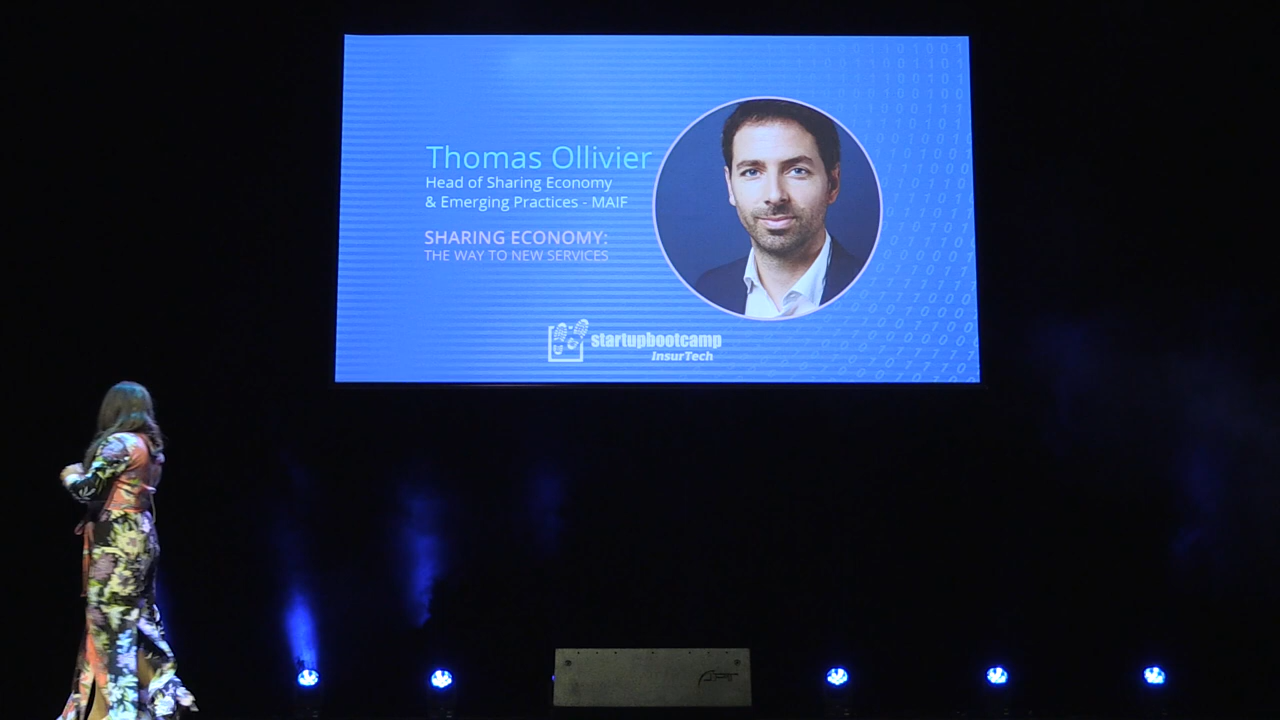 Thomas Ollivier
Head of Sharing Economy
& Emerging Practices - MAIF
SHARING ECONOMY:
THE WAY TO NEW SERVICES
startupbootcamp
InsurTech